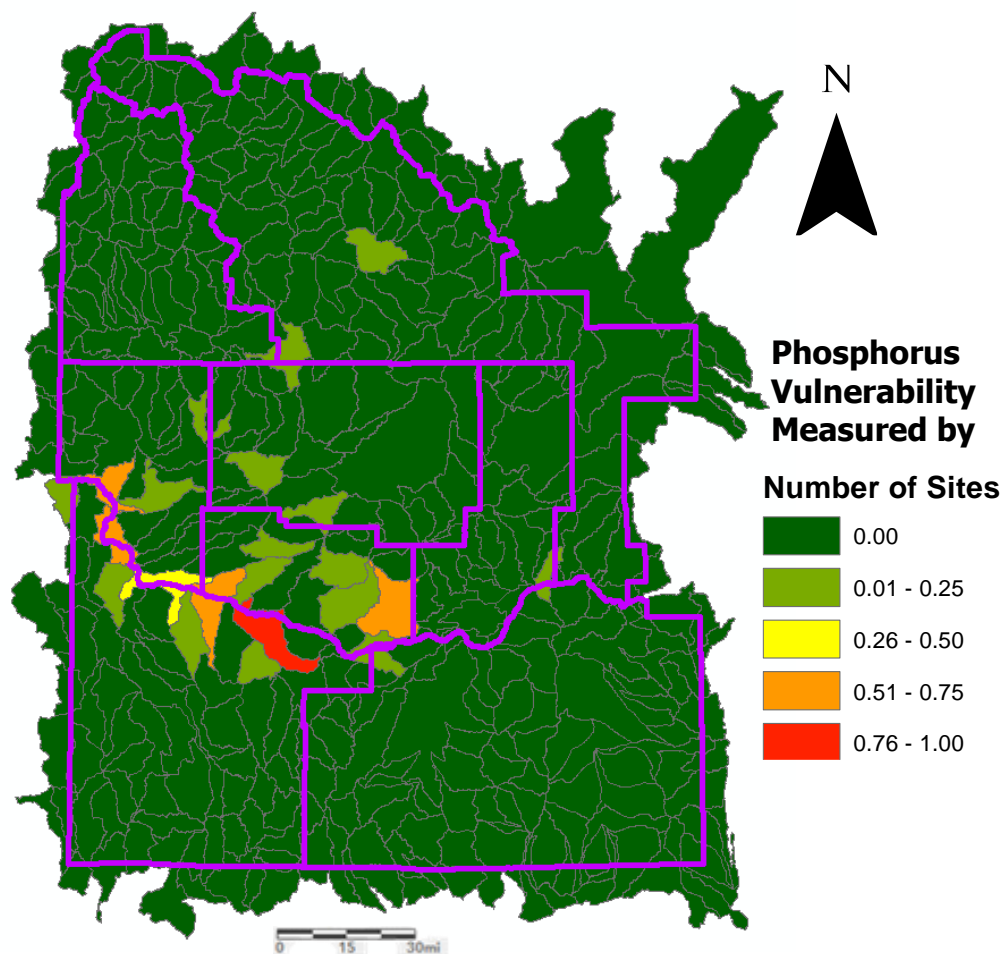 N
Phosphorus
Vulnerability
Measured by
Number of Sites
0.00
0.01 - 0.25
0.26 - 0.50
0.51 - 0.75
0.76 - 1.00
0 15 30mi